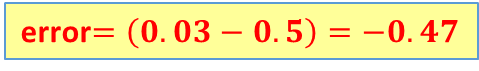 error= (0.03 − 0.5) = −0.47